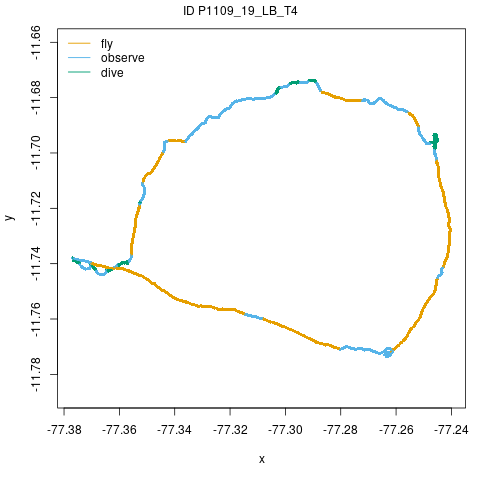 ID P1109_19_LB_T4
fly
observe
dive
-11.66
-11.68
-11.70
-11.72
-11.74
-11.76
-11.78
y
-77.38 -77.36 -77.34 -77.32 -77.30 -77.28 -77.26 -77.24
x